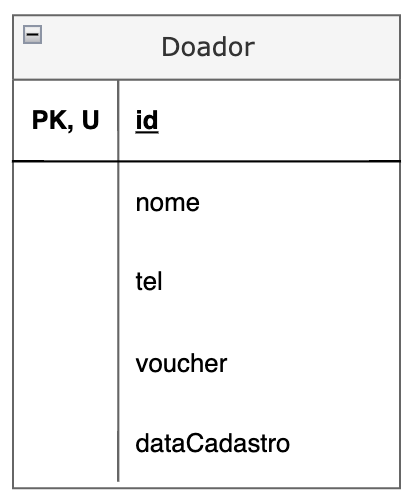 Doador
PK, U id
nome
tel
voucher
dataCadastro